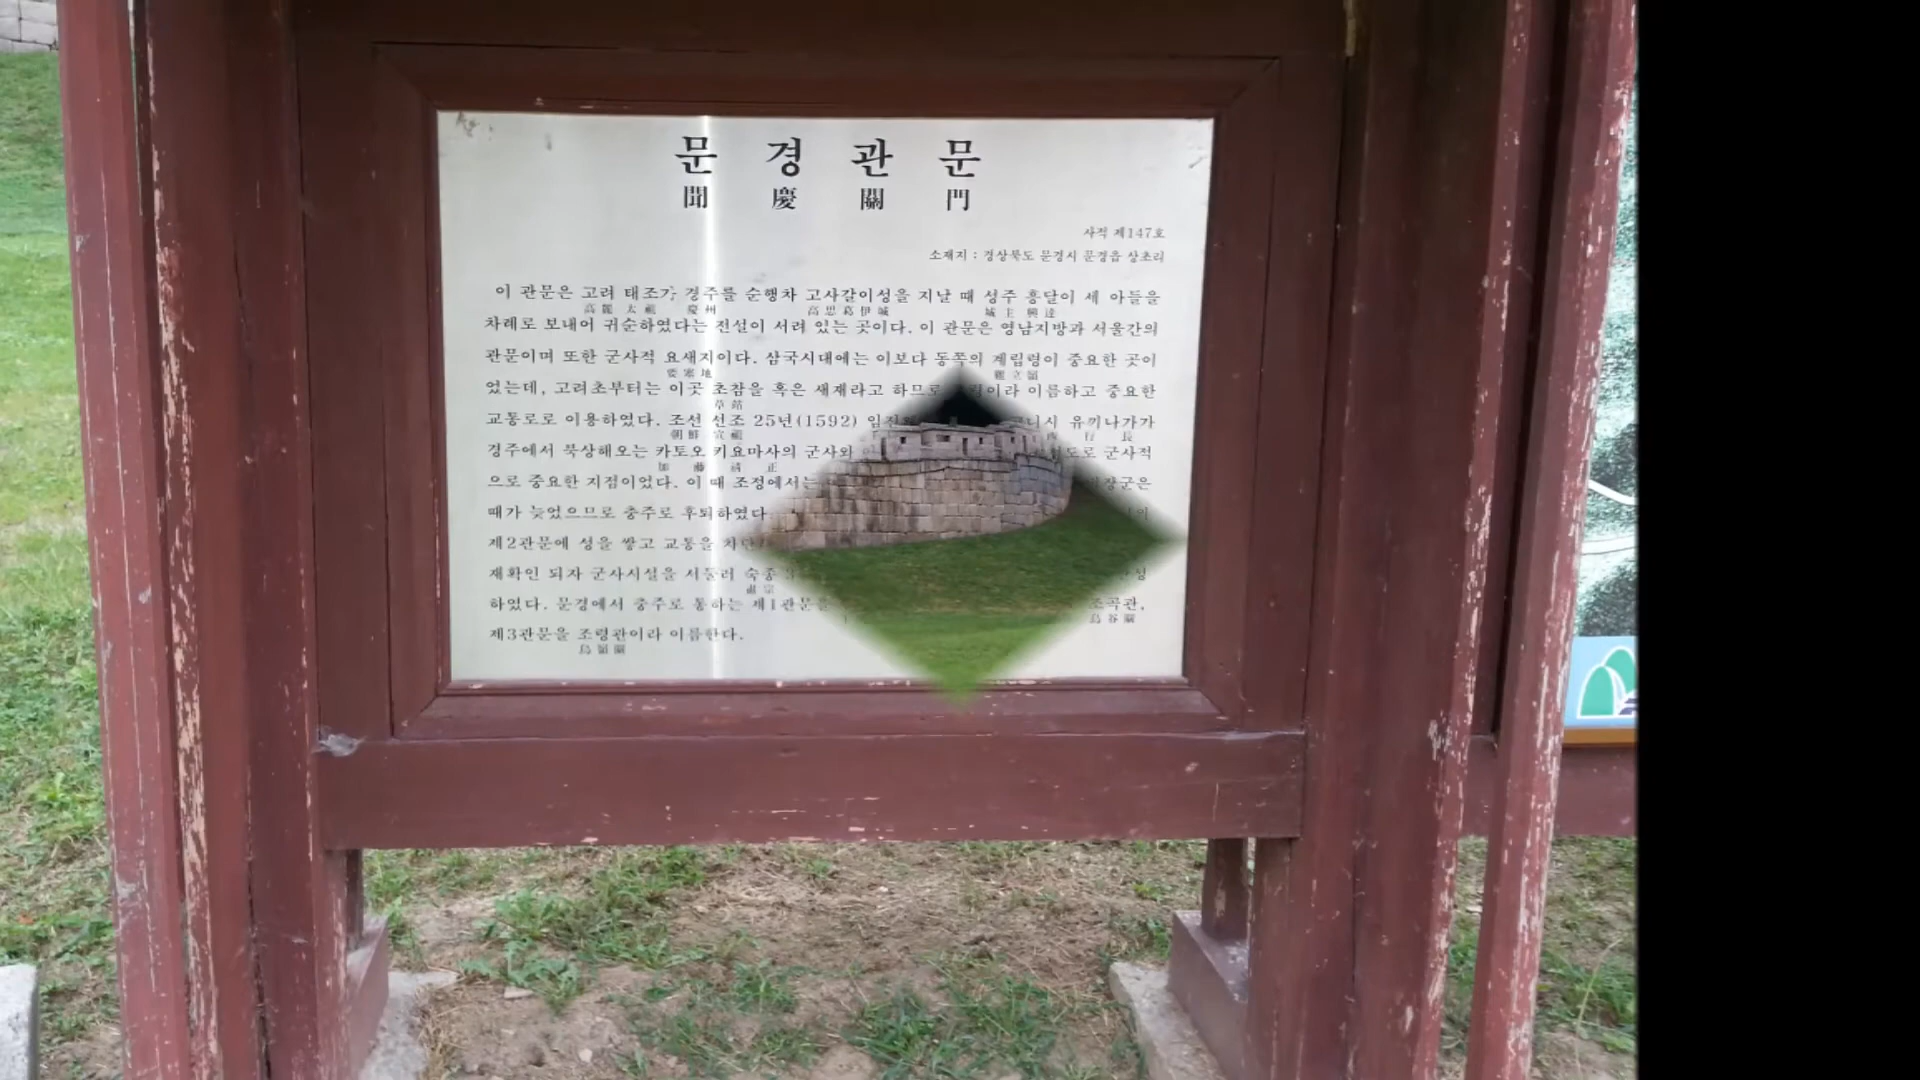 문 경 관 문
聞 慶 關 門
사적 제147호
소재지 : 경상북도 문경시 문경읍 상초리
이 관문은 고려 태조가 경주를 순행차 고사갈이성을 지날 때 성주 흥달이 세 아들을
高麗 太祖 慶州 高思葛伊城 城主 興達
차례로 보내어 귀순하였다는 전설이 서려 있는 곳이다. 이 관문은 영남지방과 서울간의
관문이며 또한 군사적 요새지이다. 삼국시대에는 이보다 동쪽의 계립령이 중요한 곳이
要塞地 鷄立嶺
었는데, 고려초부터는 이곳 초참을 혹은 새재라고 하므로 이라 이름하고 중요한
草站
교통로로 이용하였다. 조선 선조 25년(1592) 니시 유끼나가가
朝鮮 宣祖 行 長
경주에서 북상해오는 카토오 키요마사의 군사와 도로 군사적
加 藤 淸 正
으로 중요한 지점이었다. 이 때 조정에서는 장군은
때가 늦었으므로 충주로 후퇴하였다.
제2관문에 성을 쌓고 교통을
재확인 되자 군사시설을 서둘러 숙종
肅宗
하였다. 문경에서 충주로 통하는 제1관문을 조곡관,
鳥谷關
제3관문을 조령관이라 이름한다.
鳥嶺關